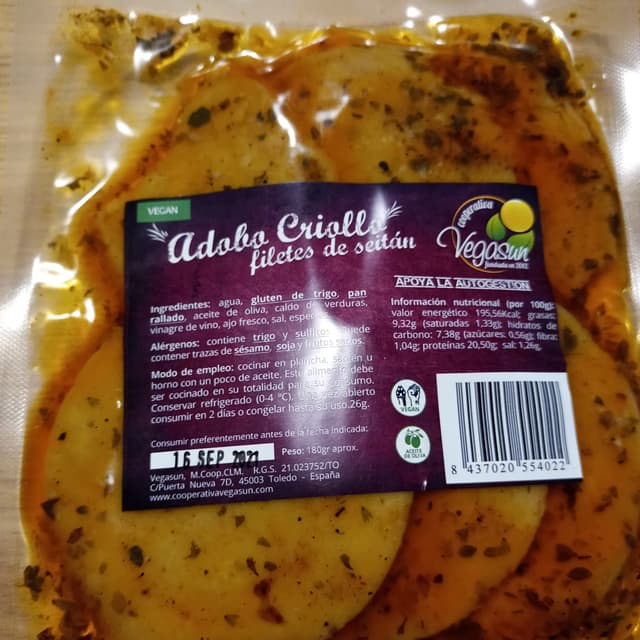 VEGAN
Adobo Criollo
filetes de seitán
cooperativa
Vegasun
fundada en 2012
APOYA LA AUTOGESTIÓN
Ingredientes: agua, gluten de trigo, pan
rallado, aceite de oliva, caldo de verduras,
vinagre de vino, ajo fresco, sal,
Alérgenos: contiene trigo y sulfitos.
contener trazas de sésamo, soja y frutos secos.
Modo de empleo: cocinar en plancha,
horno con un poco de aceite. Este alimento debe
ser cocinado en su totalidad para su consumo.
Conservar refrigerado (0-4 ºC). Una vez abierto
consumir en 2 días o congelar hasta su uso.26g.
Consumir preferentemente antes de la fecha indicada:
16 SEP 2021
Peso: 180gr aprox.
Vegasun, M.Coop.CLM. R.G.S. 21.023752/TO
C/Puerta Nueva 7D, 45003 Toledo - España
www.cooperativavegasun.com
Información nutricional (por 100g):
valor energético 195,56Kcal; grasas:
9,32g (saturadas 1,33g); hidratos de
carbono: 7,38g (azúcares: 0,56g); fibra:
1,04g; proteínas 20,50g; sal: 1,26g.
VEGAN
ACEITE
DE OLIVA
8 437020 554022